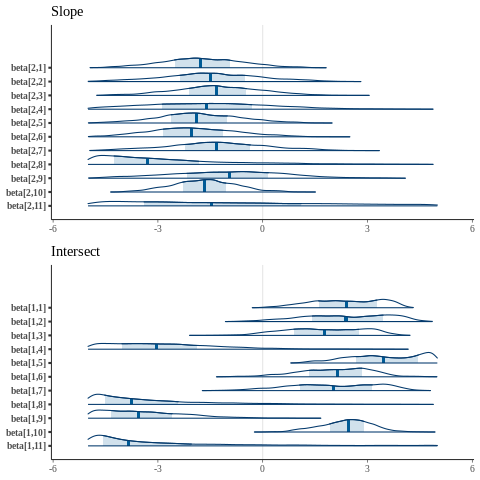 Slope
beta[2,1]
beta[2,2]
beta[2,3]
beta[2,4]
beta[2,5]
beta[2,6]
beta[2,7]
beta[2,8]
beta[2,9]
beta[2,10]
beta[2,11]
-6 -3 0 3 6
Intersect
beta[1,1]
beta[1,2]
beta[1,3]
beta[1,4]
beta[1,5]
beta[1,6]
beta[1,7]
beta[1,8]
beta[1,9]
beta[1,10]
beta[1,11]
-6 -3 0 3 6